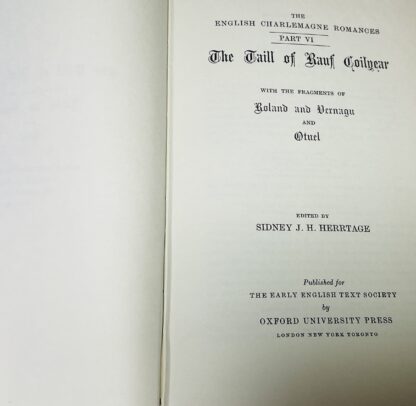 THE
ENGLISH CHARLEMAGNE ROMANCES
PART VI
The Taill of Rauf Coilyear
WITH THE FRAGMENTS OF
Roland and Vernagu
AND
Otuel
EDITED BY
SIDNEY J. H. HERRTAGE
Published for
THE EARLY ENGLISH TEXT SOCIETY
by
OXFORD UNIVERSITY PRESS
LONDON NEW YORK TORONTO